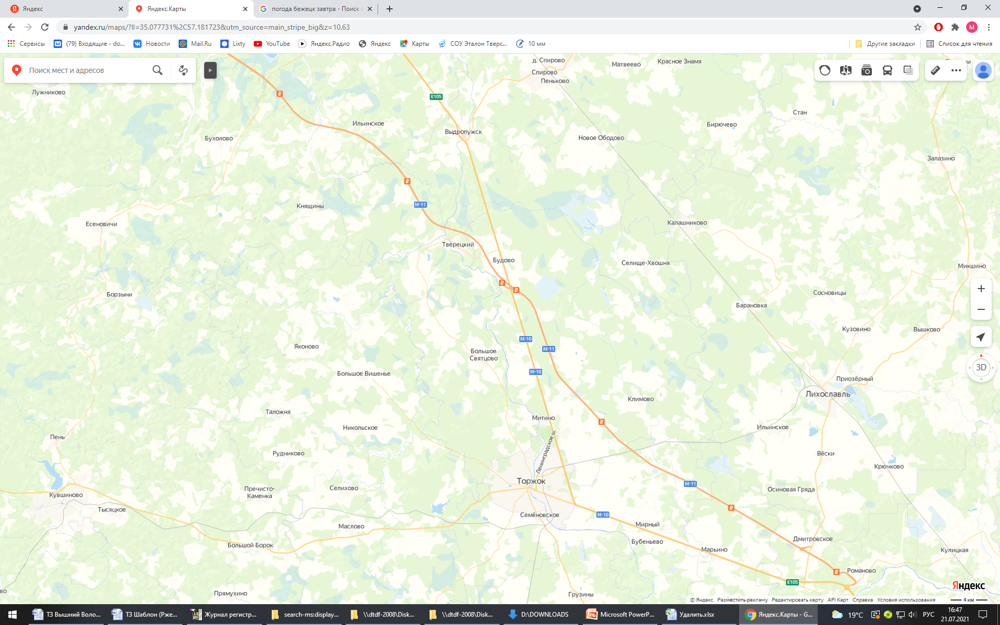 Яндекс
Яндекс.Карты
погода бежецк завтра - Поиск в
yandex.ru/maps/?ll=35.077731%2C57.181723&utm_source=main_stripe_big&z=10.63
M
Сервисы
(79) Входящие - do...
Новости
Mail.Ru
Lixty
YouTube
Яндекс.Радио
Яндекс
Карты
СОУ Эталон Тверс...
10 мм
Другие закладки
Список для чтения
Поиск мест и адресов
д. Спирово
Спирово
Пеньково
Матвеево
Красное Знамя
Лужниково
E105
Стан
Ильинское
Бирючево
Выдропужск
Бухолово
Новое Ободово
Залазино
М-11
Княщины
Есеновичи
Калашниково
Тверецкий
Будово
Селище-Хвошня
Микшино
Борзыни
Сосновицы
Барановка
Кузовино
Вышково
М-10
М-11
Яконово
Большое
Святцово
3D
М-10
Большое Вишенье
Приозёрный
Лихославль
Климово
Таложня
Митино
Никольское
Ильинское
Пень
Ленинградское ш.
Рудниково
Вёски
Крючково
Торжок
М-11
Пречисто-
Каменка
Селихово
Осиновая Гряда
Кувшиново
Тысяцкое
Семёновское
М-10
Мирный
Маслово
Большой Борок
Бубеньево
Дмитровское
Марьино
Кулицкая
Романово
E105
Яндекс
во
Прямухино
Грузины
© Яндекс Разместить рекламу Редактировать карту API Карт Справка Условия использования 4 км
ТЗ Вышний Воло...
ТЗ Шаблон (Рже...
Журнал регистр...
search-ms:display...
\\dtdf-2008\Disk...
\\dtdf-2008\Disk...
D:\DOWNLOADS
Microsoft PowerP...
Удалить.xlsx
Яндекс.Карты - G...
19°C
РУС
16:47
21.07.2021